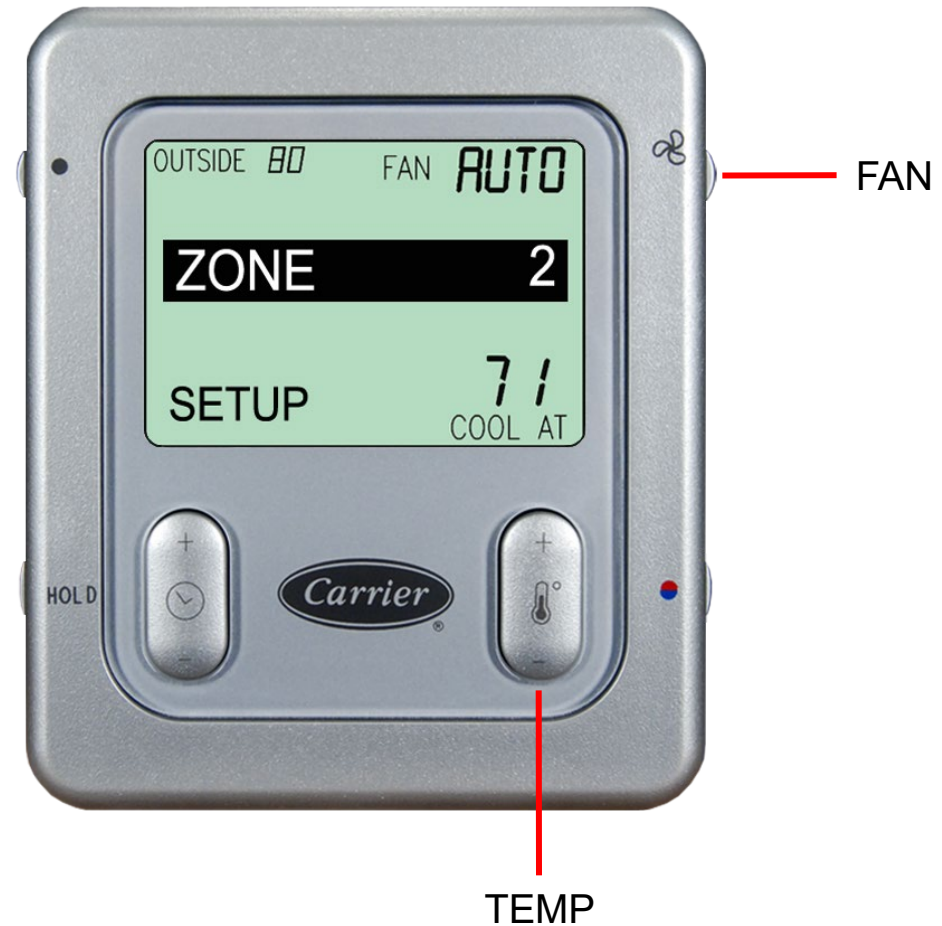 OUTSIDE 80 FAN AUTO
FAN
ZONE 2
71
SETUP
COOL AT
+ +
HOLD
Carrier
®
- -
TEMP